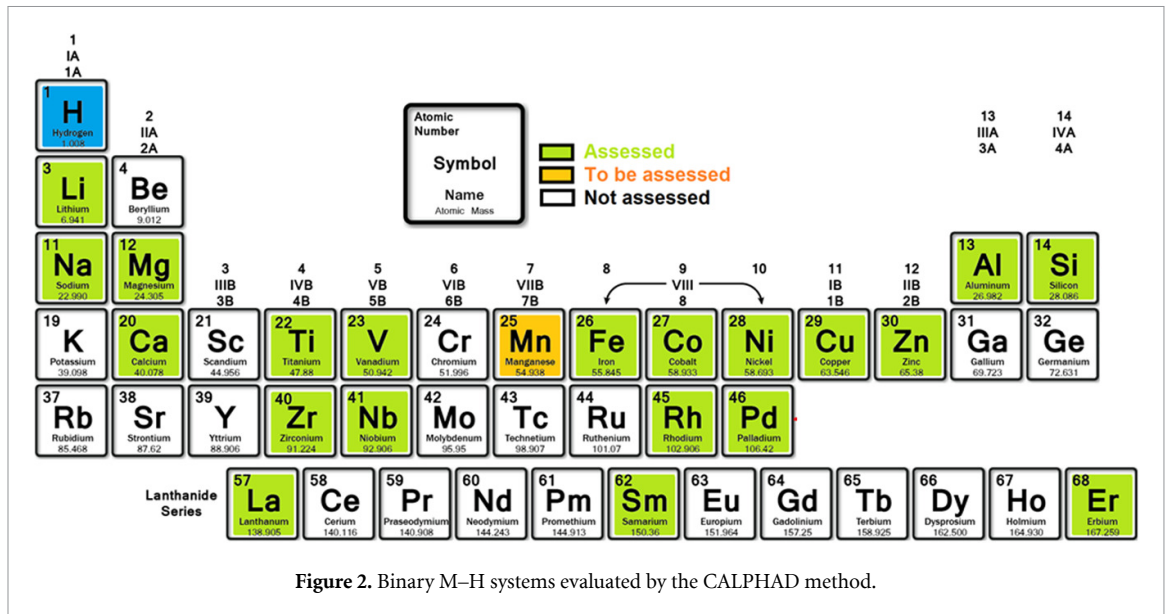 1
IA
1A
1
H
Hydrogen
1.008
2
IIA
2A
Atomic
Number
Symbol
Name
Atomic Mass
Assessed
To be assessed
Not assessed
13
IIIA
3A
14
IVA
4A
3
Li
Lithium
6.941
4
Be
Beryllium
9.012
11
Na
Sodium
22.990
12
Mg
Magnesium
24.305
3
IIIB
3B
4
IVB
4B
5
VB
5B
6
VIB
6B
7
VIIB
7B
8
9
10
VIII
8
11
IB
1B
12
IIB
2B
13
Al
Aluminum
26.982
14
Si
Silicon
28.086
19
K
Potassium
39.098
20
Ca
Calcium
40.078
21
Sc
Scandium
44.956
22
Ti
Titanium
47.88
23
V
Vanadium
50.942
24
Cr
Chromium
51.996
25
Mn
Manganese
54.938
26
Fe
Iron
55.845
27
Co
Cobalt
58.933
28
Ni
Nickel
58.693
29
Cu
Copper
63.546
30
Zn
Zinc
65.38
31
Ga
Gallium
69.723
32
Ge
Germanium
72.631
37
Rb
Rubidium
85.468
38
Sr
Strontium
87.62
39
Y
Yttrium
88.906
40
Zr
Zirconium
91.224
41
Nb
Niobium
92.906
42
Mo
Molybdenum
95.95
43
Tc
Technetium
98.907
44
Ru
Ruthenium
101.07
45
Rh
Rhodium
102.906
46
Pd
Palladium
106.42
Lanthanide
Series
57
La
Lanthanum
138.905
58
Ce
Cerium
140.116
59
Pr
Praseodymium
140.908
60
Nd
Neodymium
144.243
61
Pm
Promethium
144.913
62
Sm
Samarium
150.36
63
Eu
Europium
151.964
64
Gd
Gadolinium
157.25
65
Tb
Terbium
158.925
66
Dy
Dysprosium
162.500
67
Ho
Holmium
164.930
68
Er
Erbium
167.259
Figure 2. Binary M–H systems evaluated by the CALPHAD method.